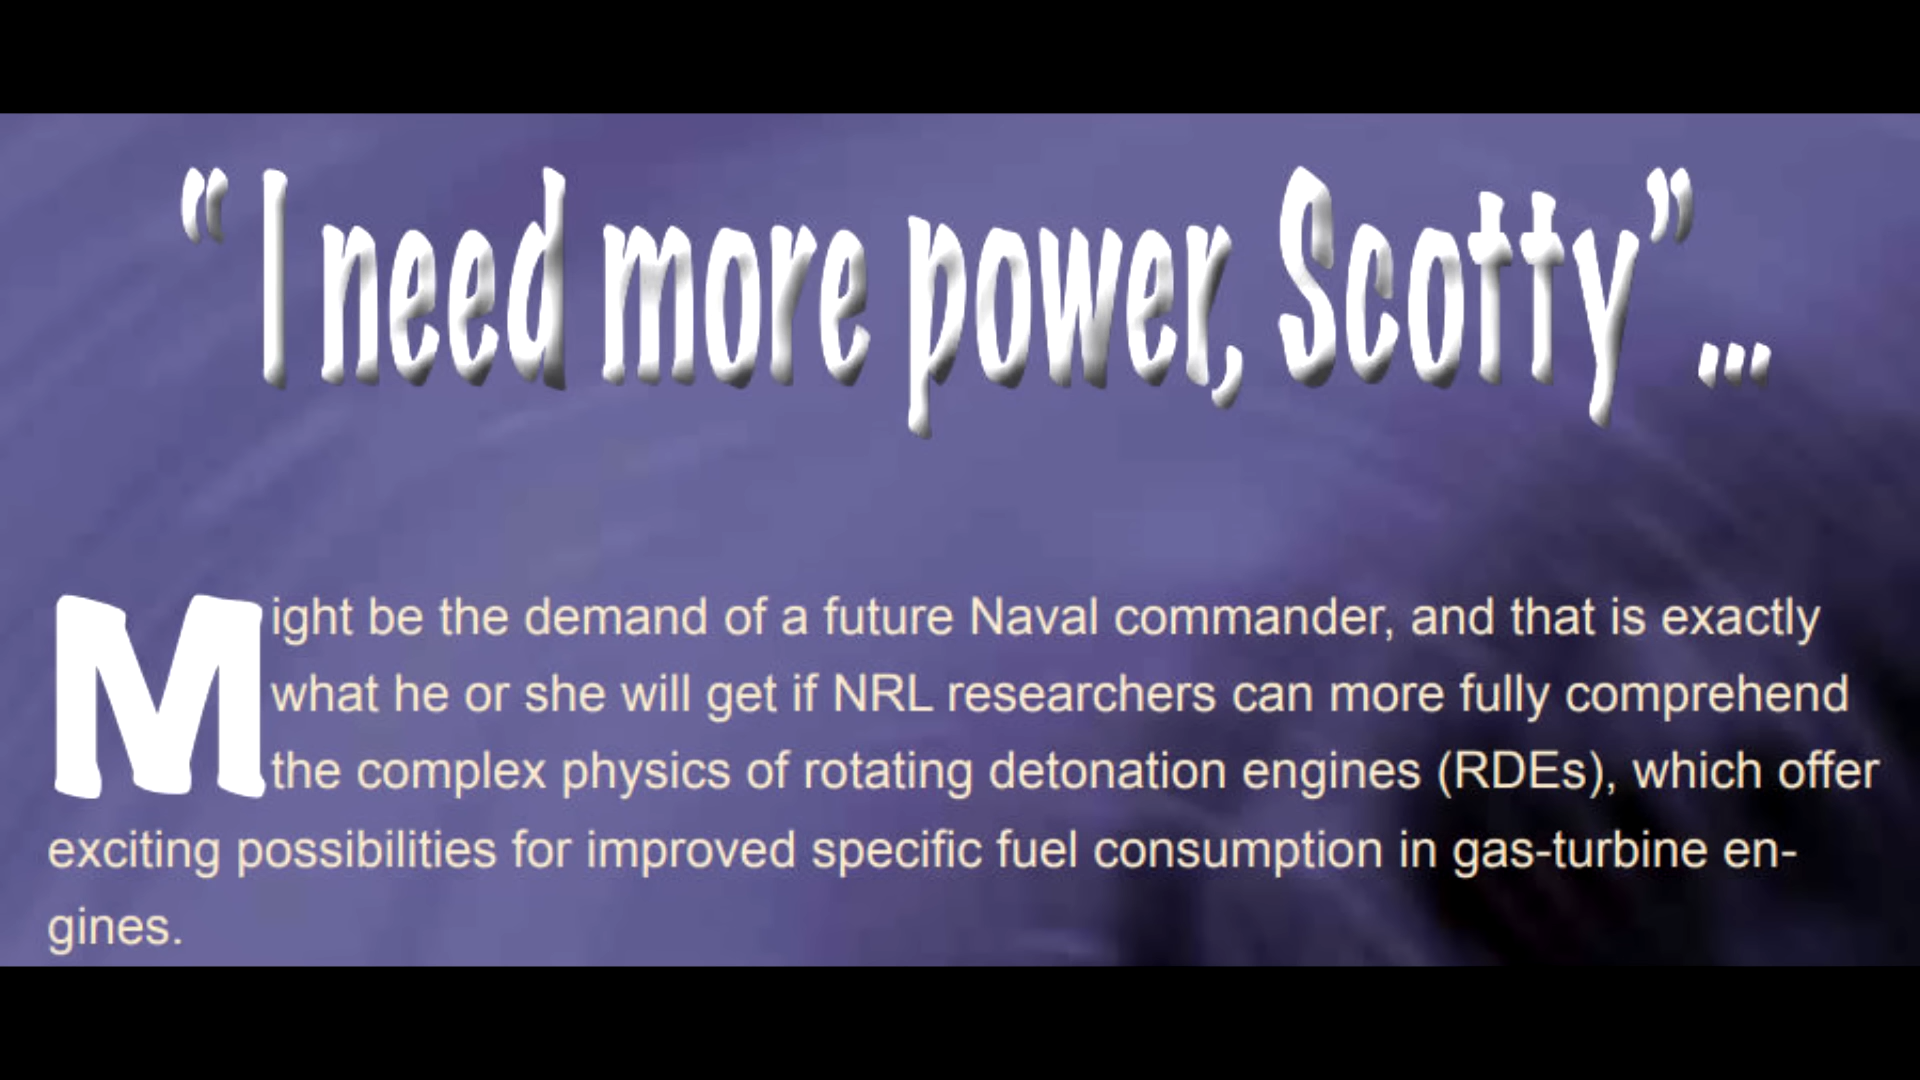 “ I need more power, Scotty” ...
Might be the demand of a future Naval commander, and that is exactly
what he or she will get if NRL researchers can more fully comprehend
the complex physics of rotating detonation engines (RDEs), which offer
exciting possibilities for improved specific fuel consumption in gas-turbine en-
gines.